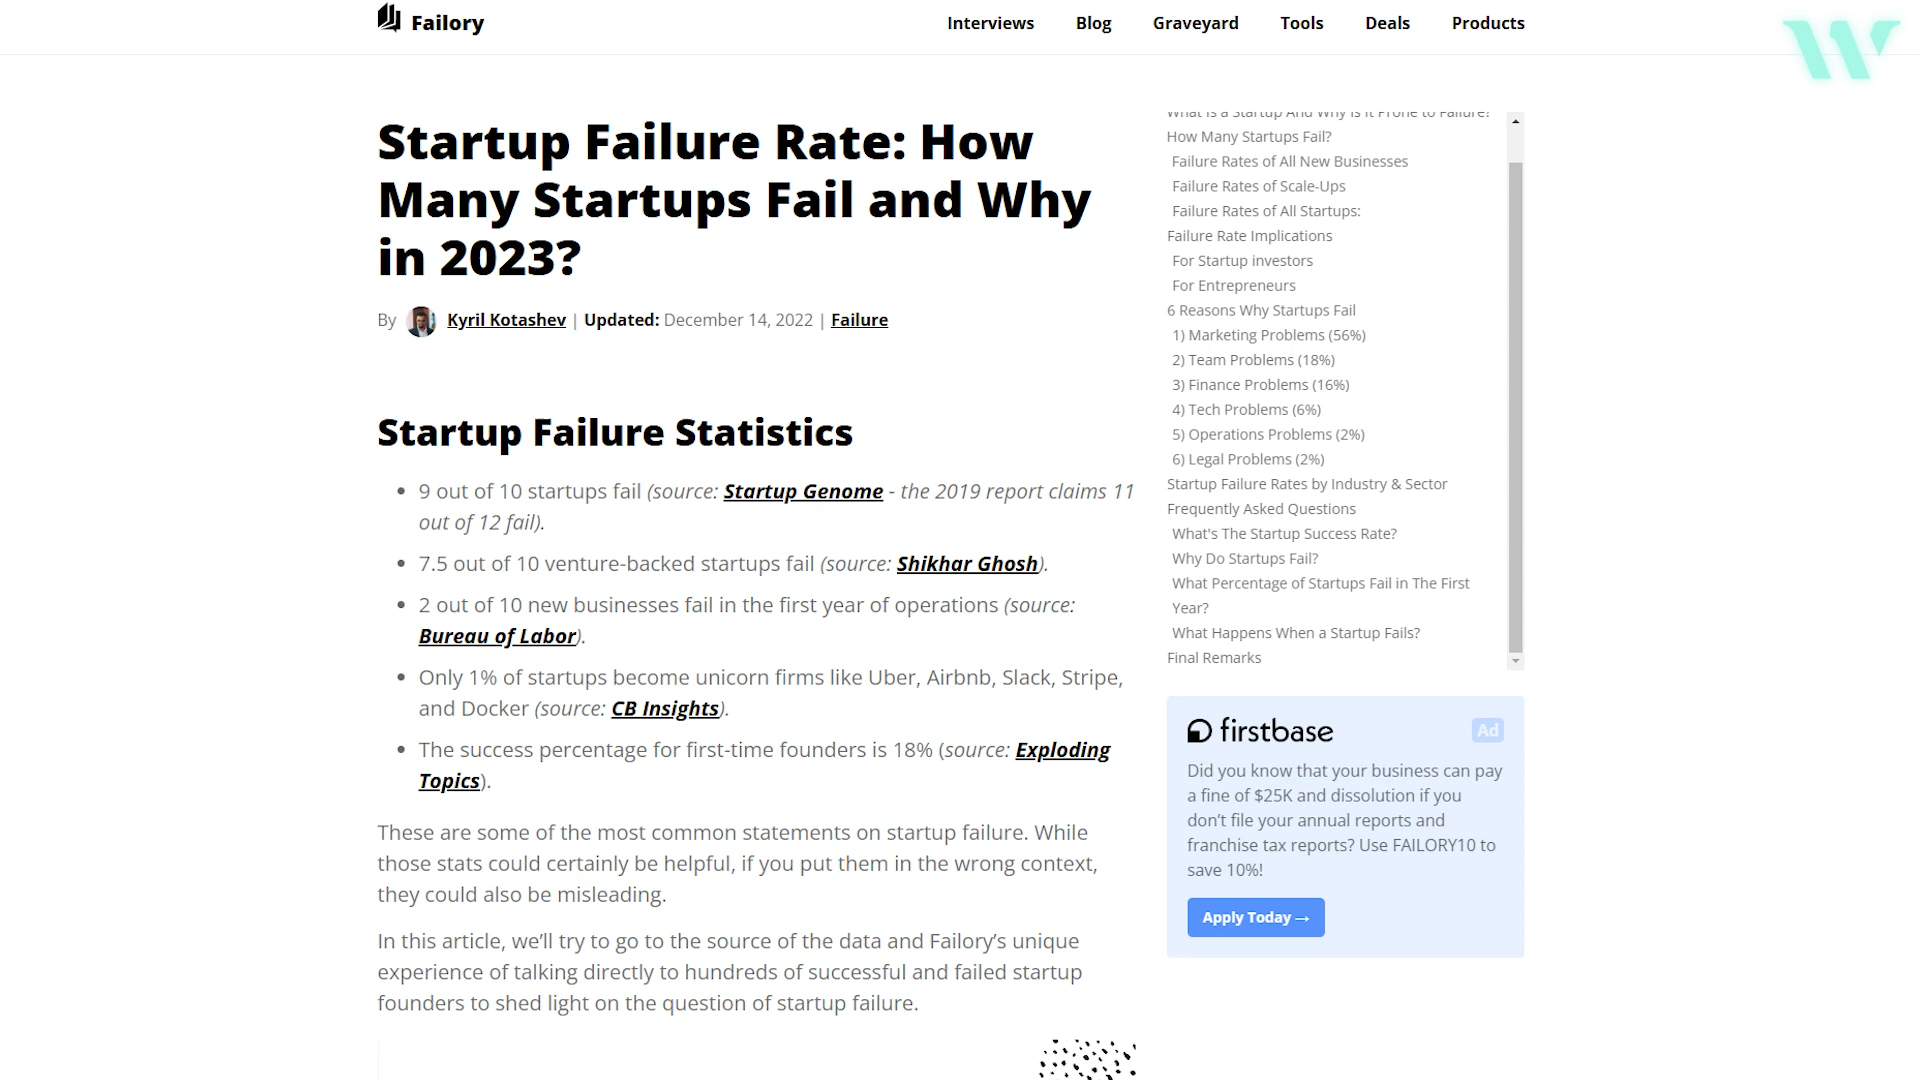 Failory
Interviews Blog Graveyard Tools Deals Products
Startup Failure Rate: How
Many Startups Fail and Why
in 2023?
By Kyril Kotashev | Updated: December 14, 2022 | Failure
Startup Failure Statistics
• 9 out of 10 startups fail (source: Startup Genome - the 2019 report claims 11
out of 12 fail).
• 7.5 out of 10 venture-backed startups fail (source: Shikhar Ghosh).
• 2 out of 10 new businesses fail in the first year of operations (source:
Bureau of Labor).
• Only 1% of startups become unicorn firms like Uber, Airbnb, Slack, Stripe,
and Docker (source: CB Insights).
• The success percentage for first-time founders is 18% (source: Exploding
Topics).
These are some of the most common statements on startup failure. While
those stats could certainly be helpful, if you put them in the wrong context,
they could also be misleading.
In this article, we’ll try to go to the source of the data and Failory’s unique
experience of talking directly to hundreds of successful and failed startup
founders to shed light on the question of startup failure.
What is a Startup And Why Is It Prone to Failure?
How Many Startups Fail?
Failure Rates of All New Businesses
Failure Rates of Scale-Ups
Failure Rates of All Startups:
Failure Rate Implications
For Startup investors
For Entrepreneurs
6 Reasons Why Startups Fail
1) Marketing Problems (56%)
2) Team Problems (18%)
3) Finance Problems (16%)
4) Tech Problems (6%)
5) Operations Problems (2%)
6) Legal Problems (2%)
Startup Failure Rates by Industry & Sector
Frequently Asked Questions
What's The Startup Success Rate?
Why Do Startups Fail?
What Percentage of Startups Fail in The First
Year?
What Happens When a Startup Fails?
Final Remarks
firstbase Ad
Did you know that your business can pay
a fine of $25K and dissolution if you
don’t file your annual reports and
franchise tax reports? Use FAILORY10 to
save 10%!
Apply Today →
W